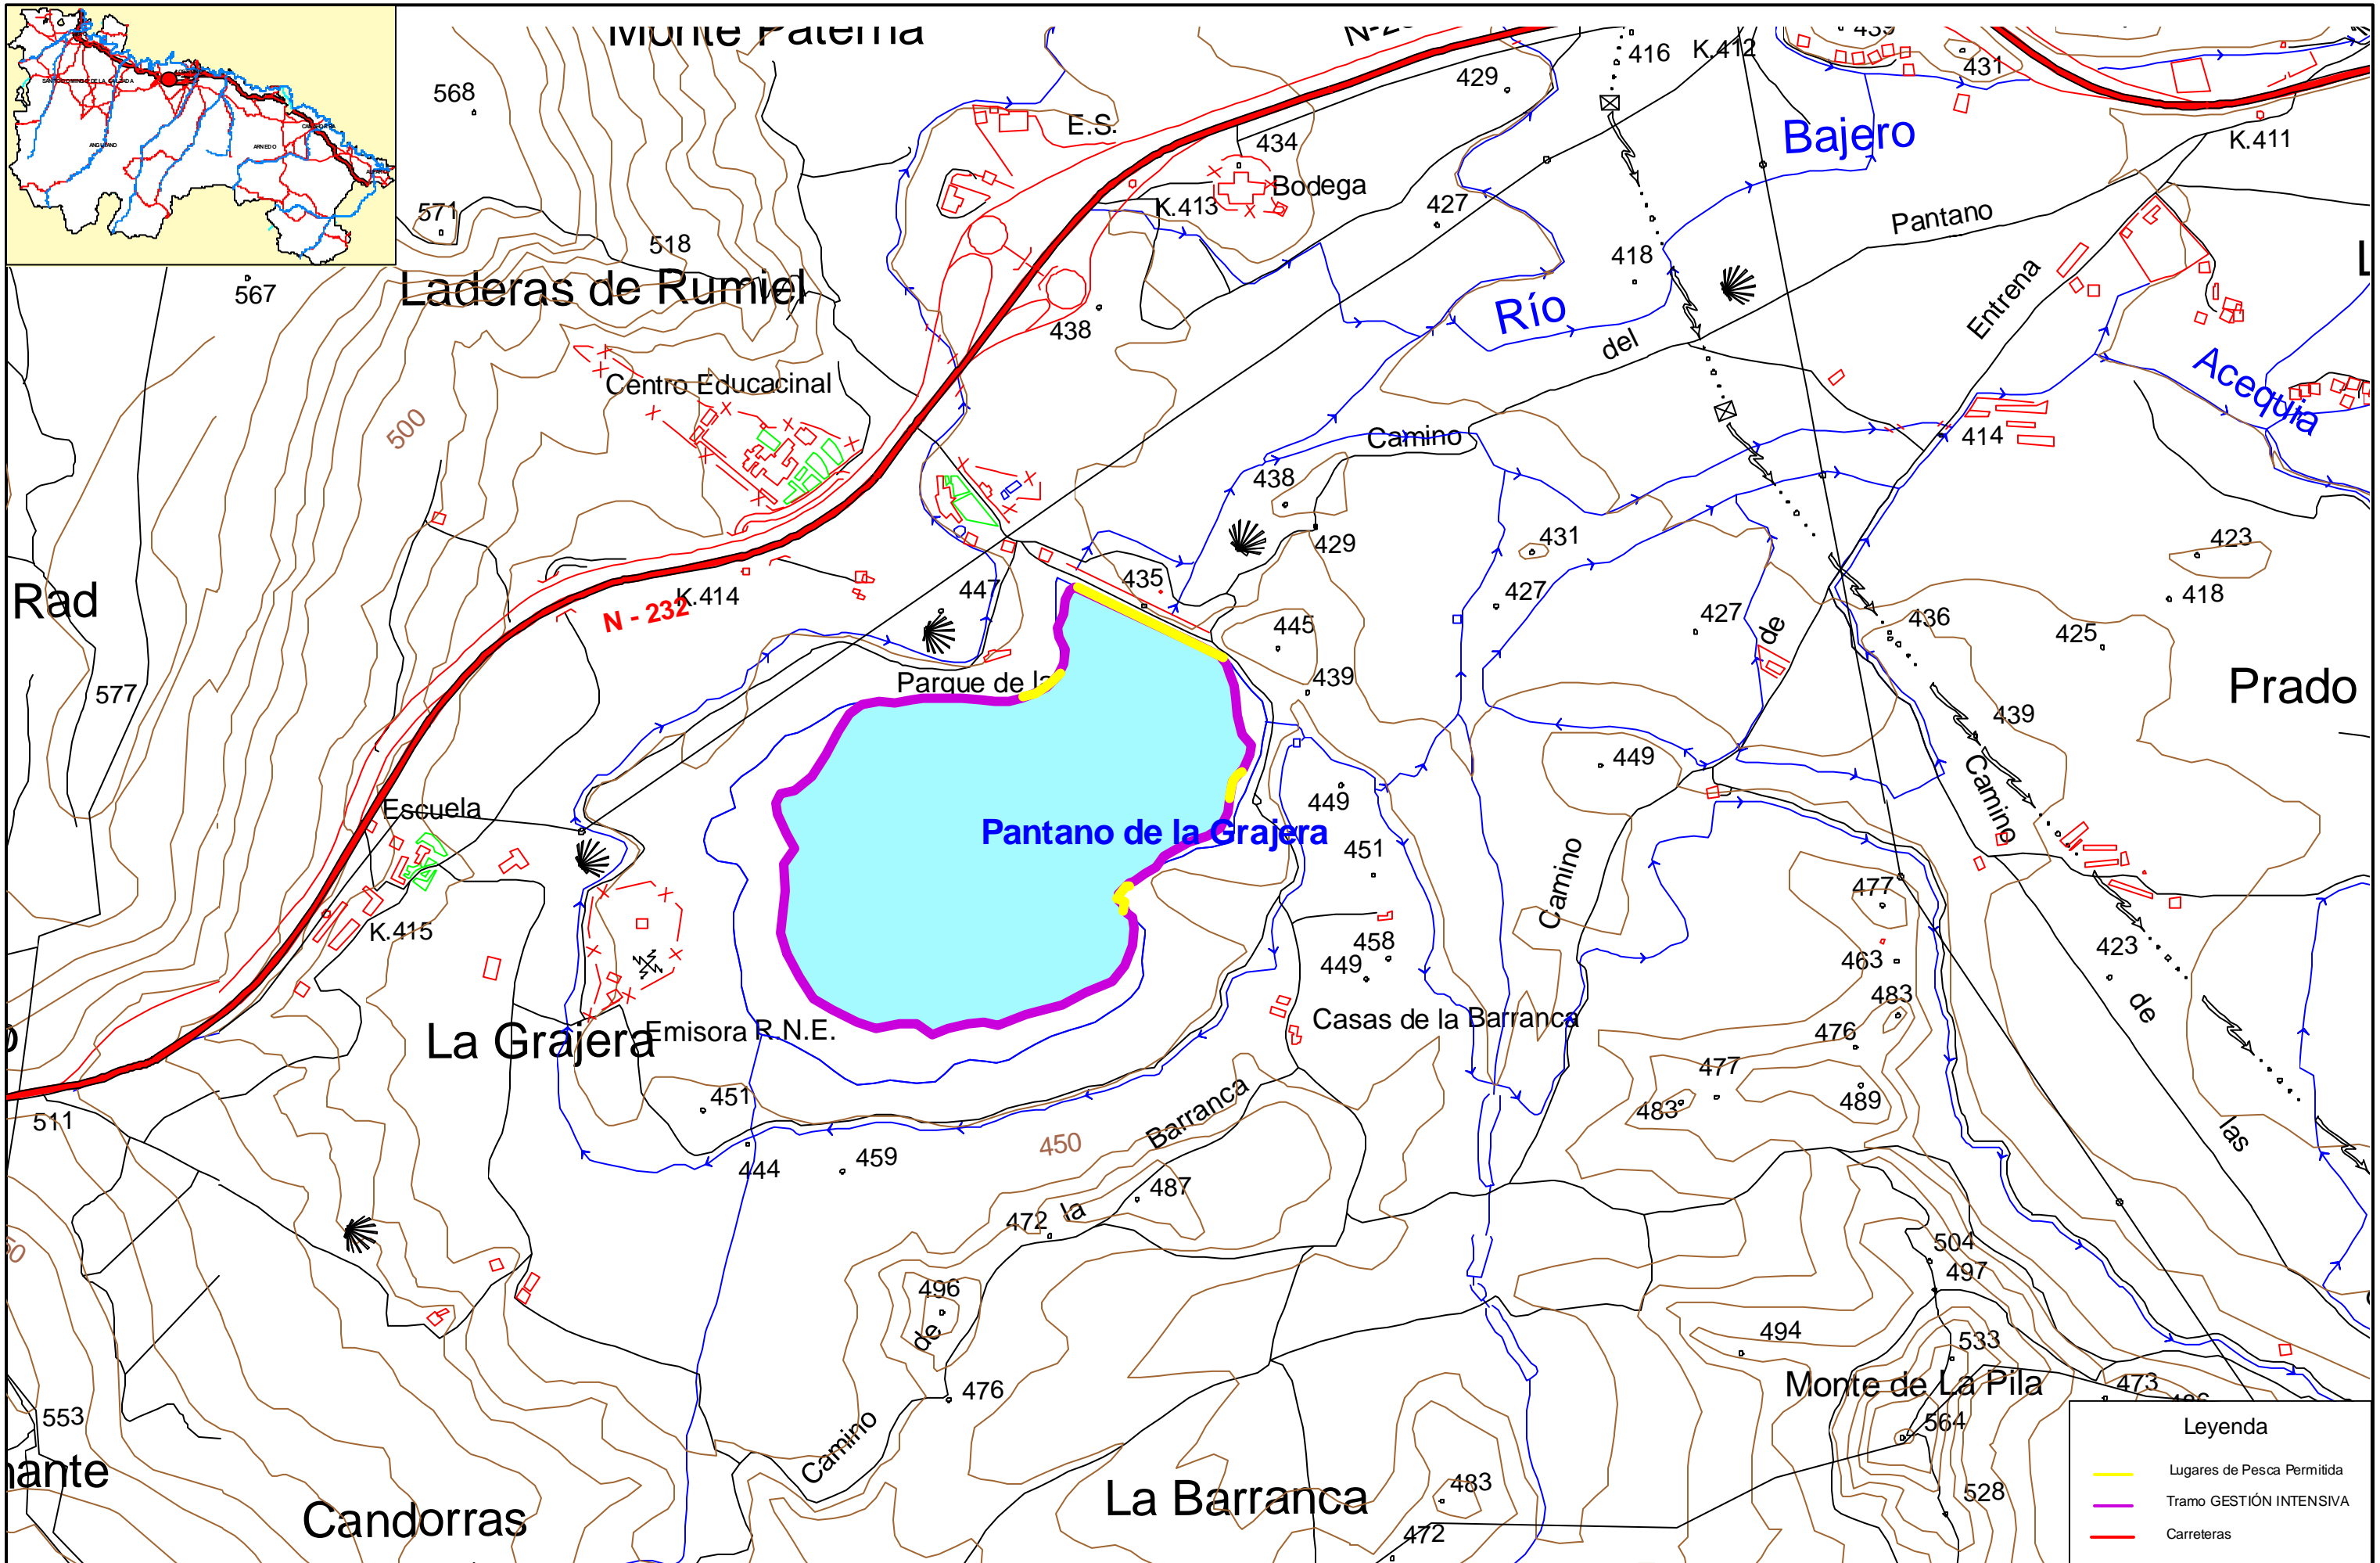 Monte Paterna
568
571
567
518
Laderas de Rumiel
E.S.
429
434
Bodega
K.413
427
438
416
K.412
418
439
431
Bajero
K.411
Pantano
Río
del
Entrena
Acequia
500
Centro Educacinal
Camino
438
429
414
431
427
427
423
418
425
436
Rad
577
N - 232
K.414
447
435
445
439
Parque de la
de
Prado
439
Camino
449
Escuela
Pantano de la Grajera
449
451
Camino
477
K.415
458
449
463
423
483
de
La Grajera
Emisora R.N.E.
Casas de la Barranca
476
477
483
489
511
451
Barranca
450
las
444
459
487
la
472
504
497
496
de
494
533
476
Monte de La Pila
473
564
553
Camino
Candorras
La Barranca
483
472
528
Leyenda
Lugares de Pesca Permitida
Tramo GESTIÓN INTENSIVA
Carreteras
ARNEDO